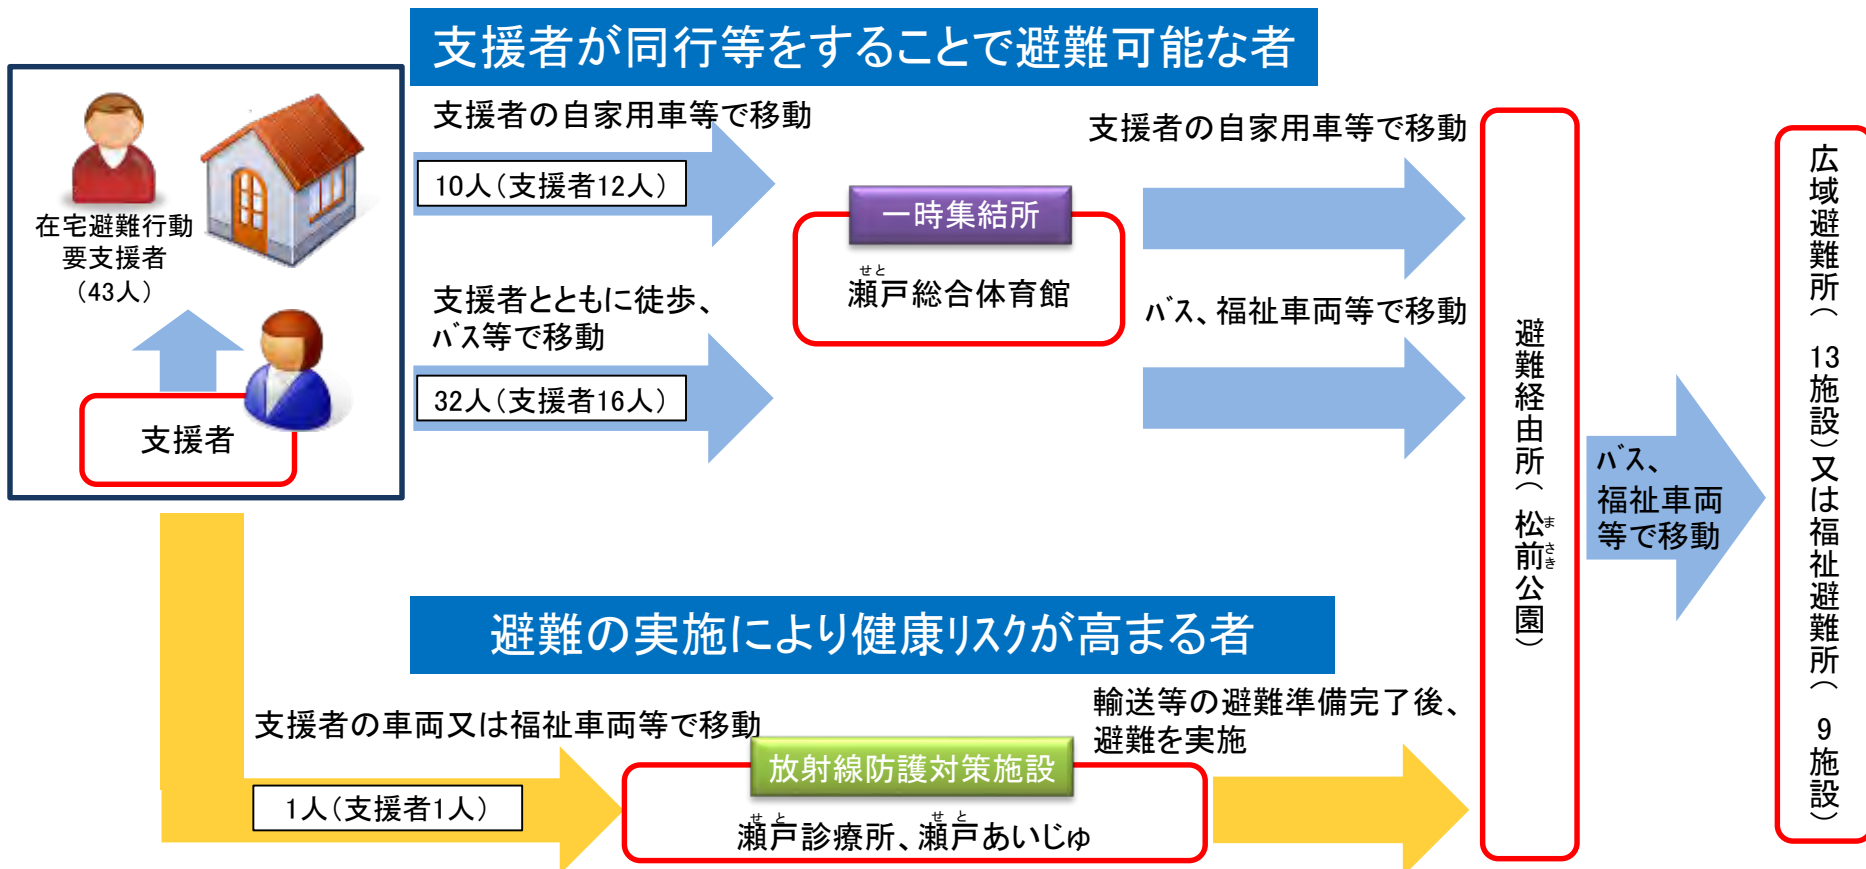 支援者が同行等をすることで避難可能な者
在宅避難行動
要支援者
（43人）
支援者
支援者の自家用車等で移動
10人（支援者12人）
支援者とともに徒歩、
バス等で移動
32人（支援者16人）
一時集結所
せと
瀬戸総合体育館
支援者の自家用車等で移動
バス、福祉車両等で移動
避難経由所（松前公園）
まさき
バス、
福祉車両
等で移動
広域避難所（13施設）又は福祉避難所（9施設）
避難の実施により健康リスクが高まる者
支援者の車両又は福祉車両等で移動
1人（支援者1人）
放射線防護対策施設
せと せと
瀬戸診療所、瀬戸あいじゅ
輸送等の避難準備完了後、
避難を実施